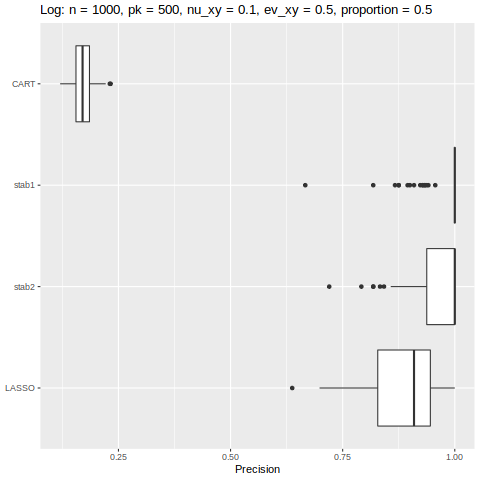 Log: n = 1000, pk = 500, nu_xy = 0.1, ev_xy = 0.5, proportion = 0.5
CART
stab1
stab2
LASSO
0.25 0.50 0.75 1.00
Precision